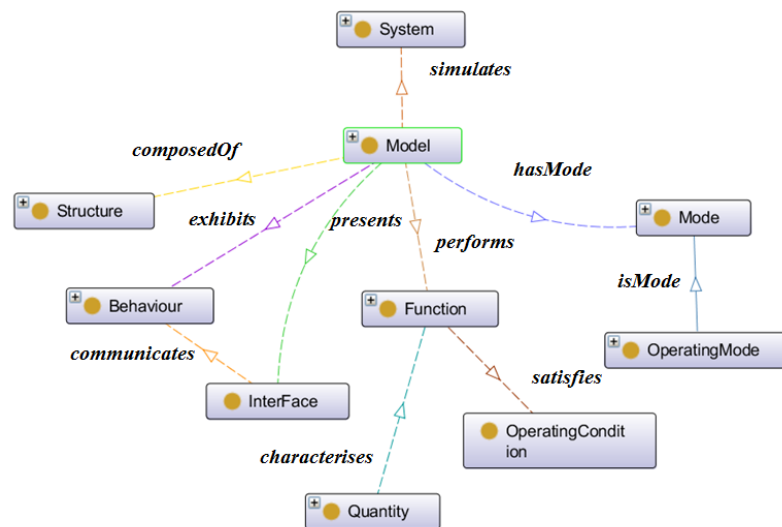 System
simulates
Model
composedOf
hasMode
Structure
exhibits
presents
performs
Mode
isMode
Behaviour
Function
communicates
OperatingMode
InterFace
satisfies
OperatingCondit
ion
characterises
Quantity